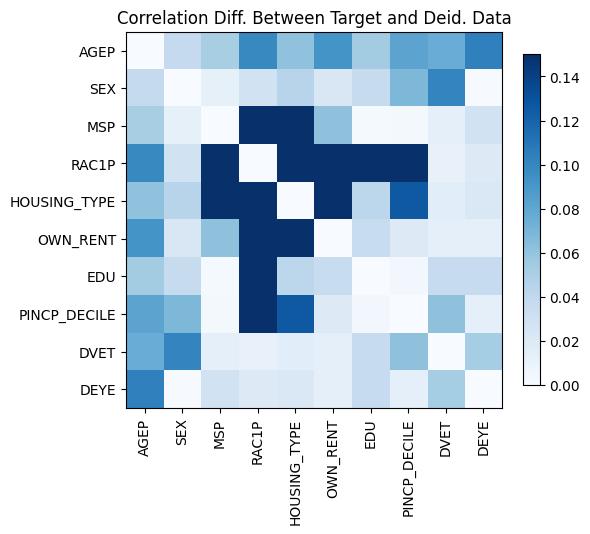 Correlation Diff. Between Target and Deid. Data
AGEP
SEX
MSP
RAC1P
HOUSING_TYPE
OWN_RENT
EDU
PINCP_DECILE
DVET
DEYE
AGEP
SEX
MSP
RAC1P
HOUSING_TYPE
OWN_RENT
EDU
PINCP_DECILE
DVET
DEYE
0.14
0.12
0.10
0.08
0.06
0.04
0.02
0.00